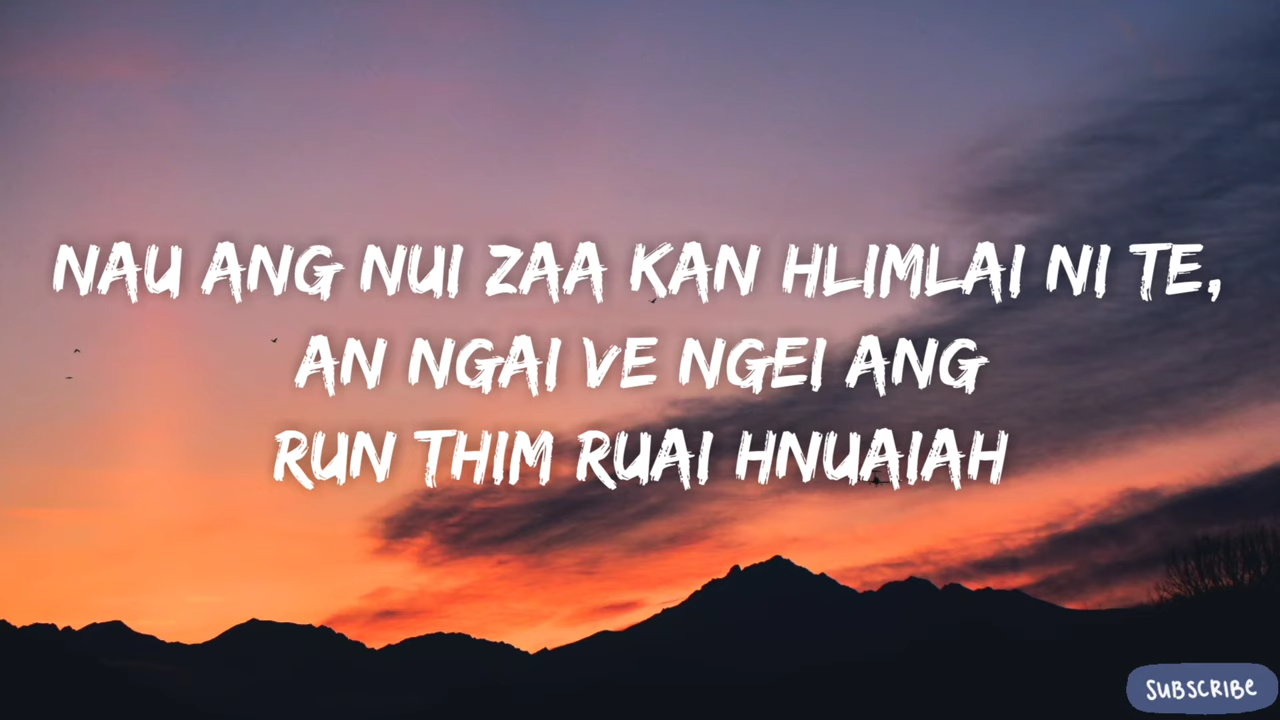 NAU ANG NUI ZAA KAN HLIMLAI NI TE,
AN NGAI VE NGEI ANG
RUN THIM RUAI HNUAIAH
SUBSCRIBE